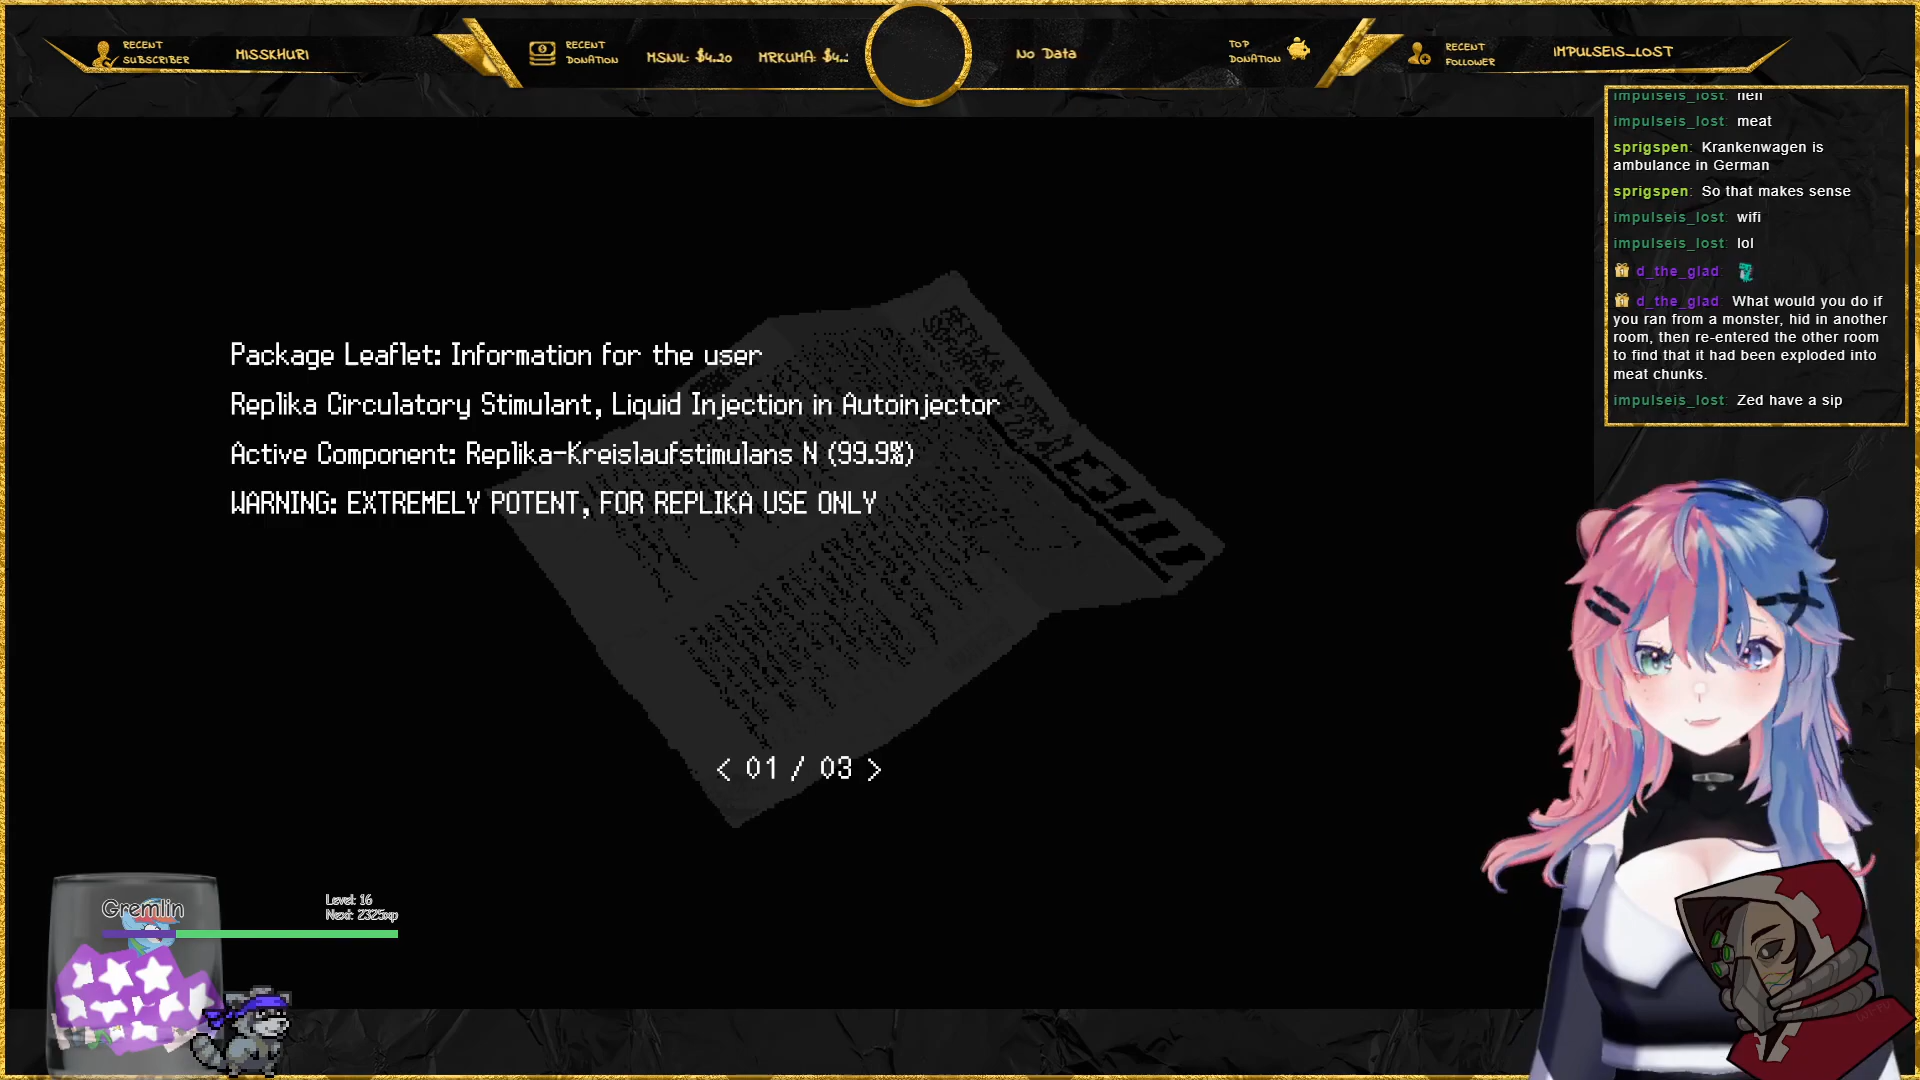 RECENT
SUBSCRIBER
MISSKHURI
RECENT
DONATION
MSNIL: $4.20
MRKUMA: $4.
No Data
TOP
DONATION
RECENT
FOLLOWER
IMPULSEIS_LOST
impulseis_lost: heh
impulseis_lost: meat
sprigspen: Krankenwagen is
ambulance in German
sprigspen: So that makes sense
impulseis_lost: wifi
impulseis_lost: lol
d_the_glad
d_the_glad What would you do if
you ran from a monster, hid in another
room, then re-entered the other room
to find that it had been exploded into
meat chunks.
impulseis_lost: Zed have a sip
Package Leaflet: Information for the user
Replika Circulatory Stimulant, Liquid Injection in Autoinjector
Active Component: Replika-Kreislaufstimulans N (99.9%)
WARNING: EXTREMELY POTENT, FOR REPLIKA USE ONLY
< 01 / 03 >
Gremlin
Level: 16
Next: 2325xp